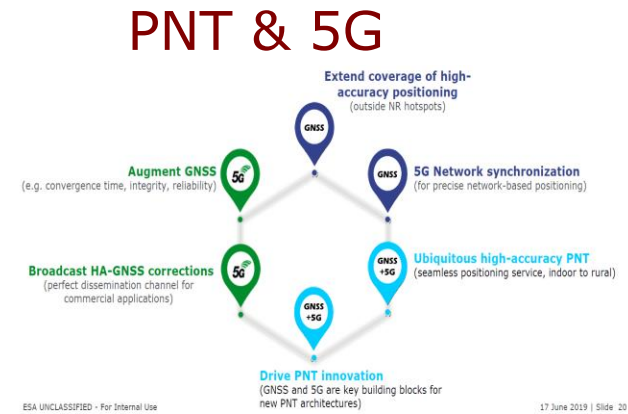 PNT & 5G
Extend coverage of high-
accuracy positioning
(outside NR hotspots)
GNSS
Augment GNSS
(e.g. convergence time, integrity, reliability)
5G
GNSS
5G Network synchronization
(for precise network-based positioning)
Broadcast HA-GNSS corrections
(perfect dissemination channel for
commercial applications)
5G
GNSS
+5G
Ubiquitous high-accuracy PNT
(seamless positioning service, indoor to rural)
GNSS
+5G
Drive PNT innovation
(GNSS and 5G are key building blocks for
new PNT architectures)
ESA UNCLASSIFIED - For Internal Use
17 June 2019 | Slide 20